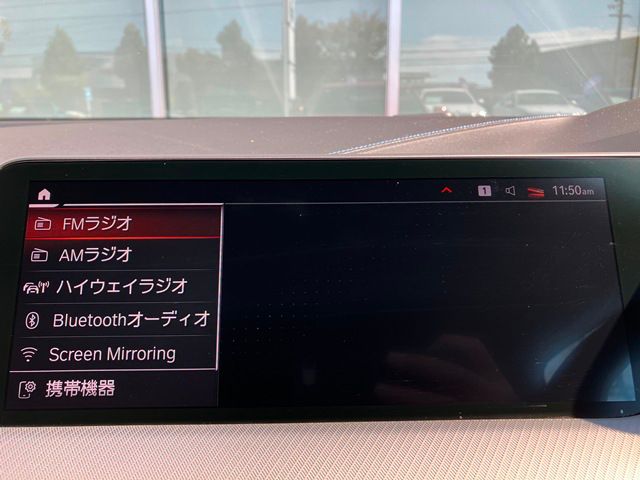 1 11:50am
FMラジオ
AMラジオ
ハイウェイラジオ
Bluetoothオーディオ
Screen Mirroring
携帯機器